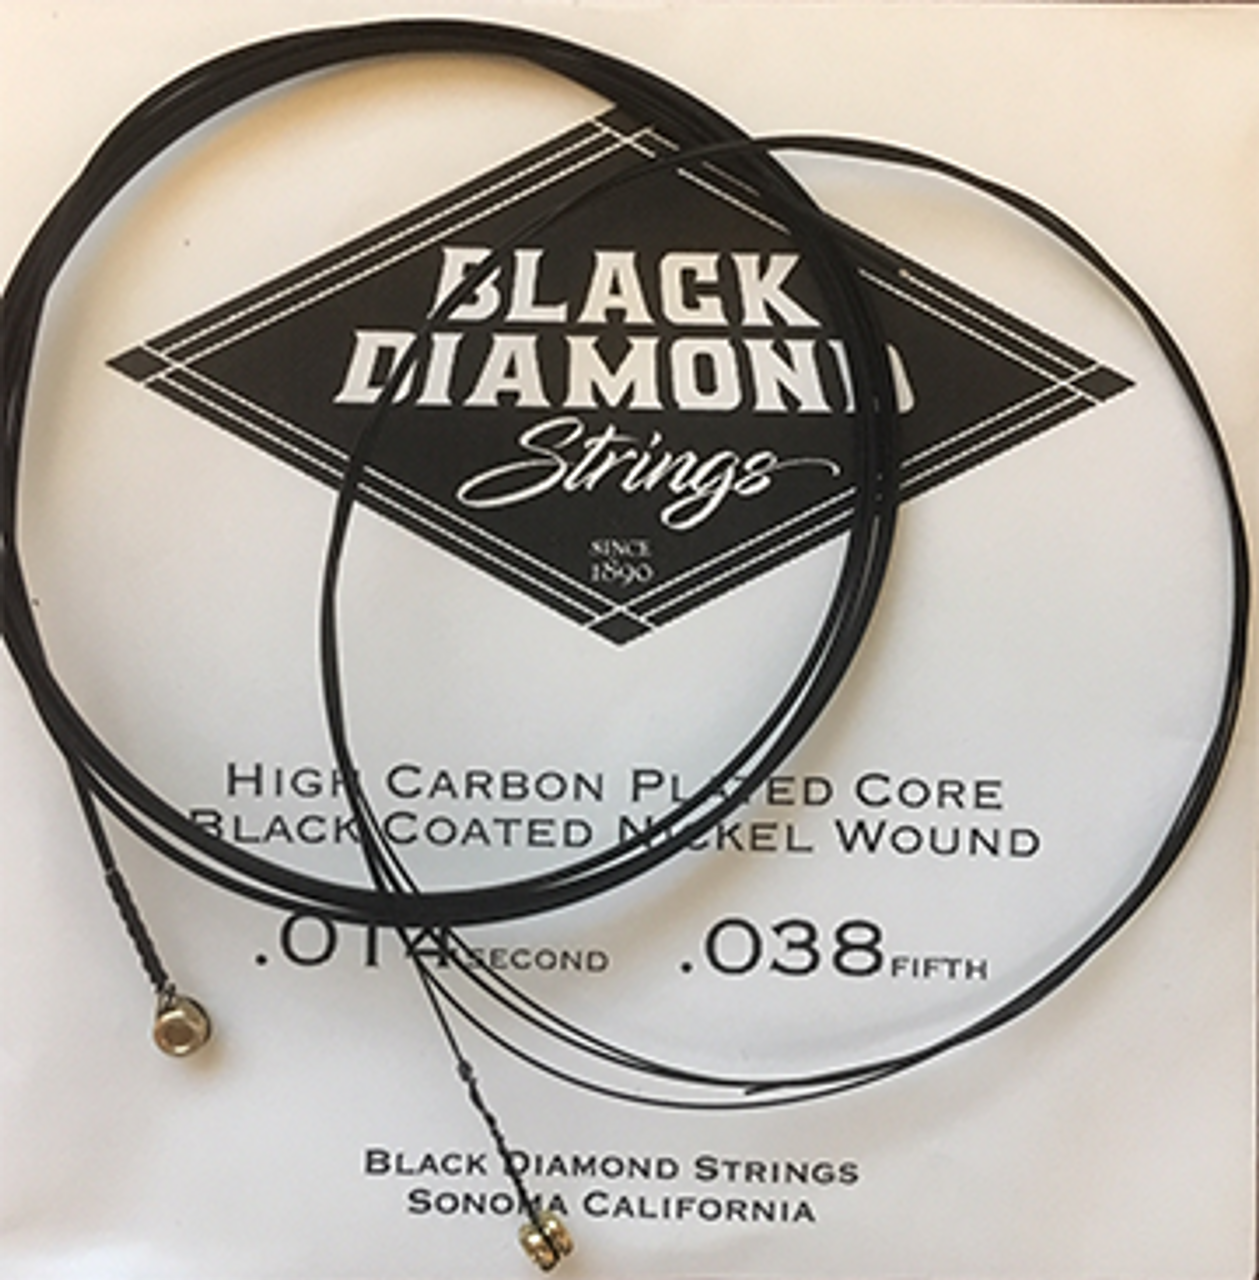 BLACK
DIAMOND
Strings
SINCE
1890
HIGH CARBON PLATED CORE
BLACK COATED NICKEL WOUND
.014 SECOND .038 FIFTH
BLACK DIAMOND STRINGS
SONOMA CALIFORNIA